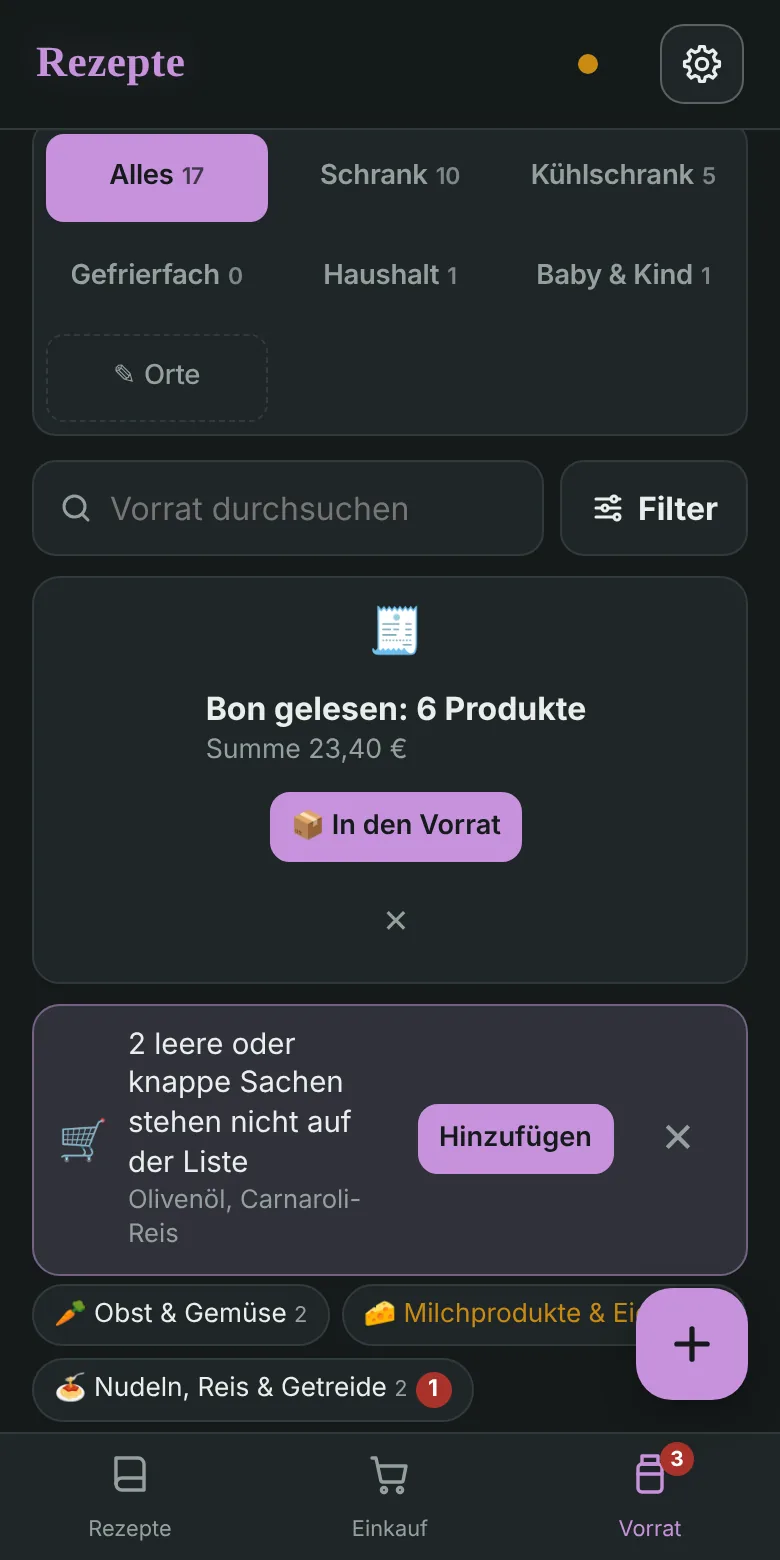 Rezepte
Alles 17
Schrank 10
Kühlschrank 5
Gefrierfach 0
Haushalt 1
Baby & Kind 1
✎ Orte
Vorrat durchsuchen
Filter
Bon gelesen: 6 Produkte
Summe 23,40 €
In den Vorrat
2 leere oder
knappe Sachen
stehen nicht auf
der Liste
Olivenöl, Carnaroli-
Reis
Hinzufügen
Obst & Gemüse 2
Milchprodukte &
Nudeln, Reis & Getreide 2 1
3
Rezepte
Einkauf
Vorrat